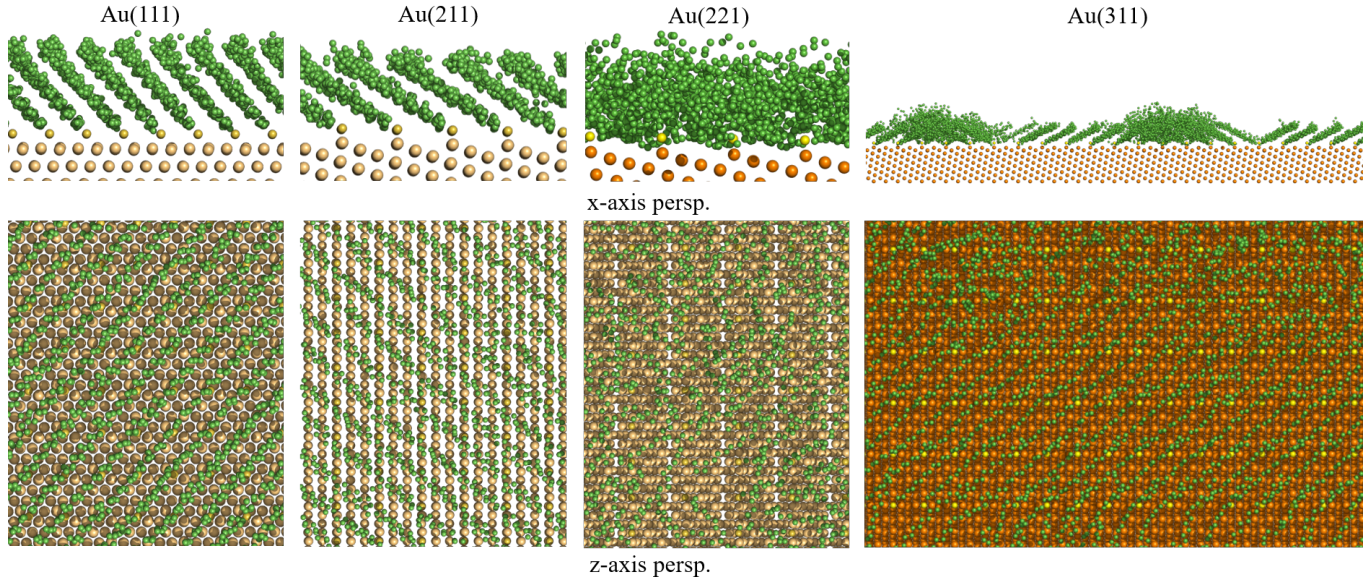 Au(111)
Au(211)
Au(221)
Au(311)
x-axis persp.
z-axis persp.